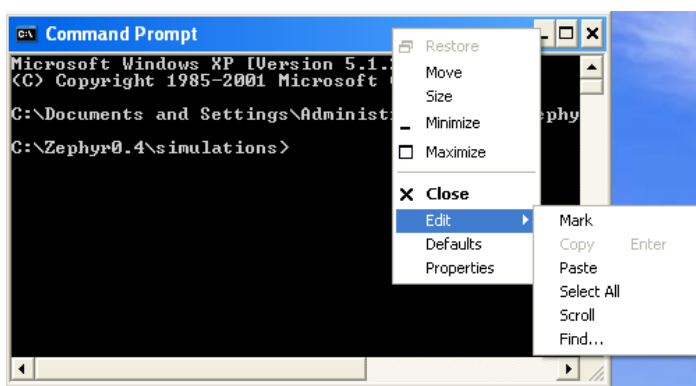 Command Prompt
Microsoft Windows XP [Version 5.1.
(C) Copyright 1985-2001 Microsoft
C:\Documents and Settings\Administ
ephy
C:\Zephyr0.4\simulations>
Restore
Move
Size
Minimize
Maximize
Close
Edit
Defaults
Properties
Mark
Copy Enter
Paste
Select All
Scroll
Find...